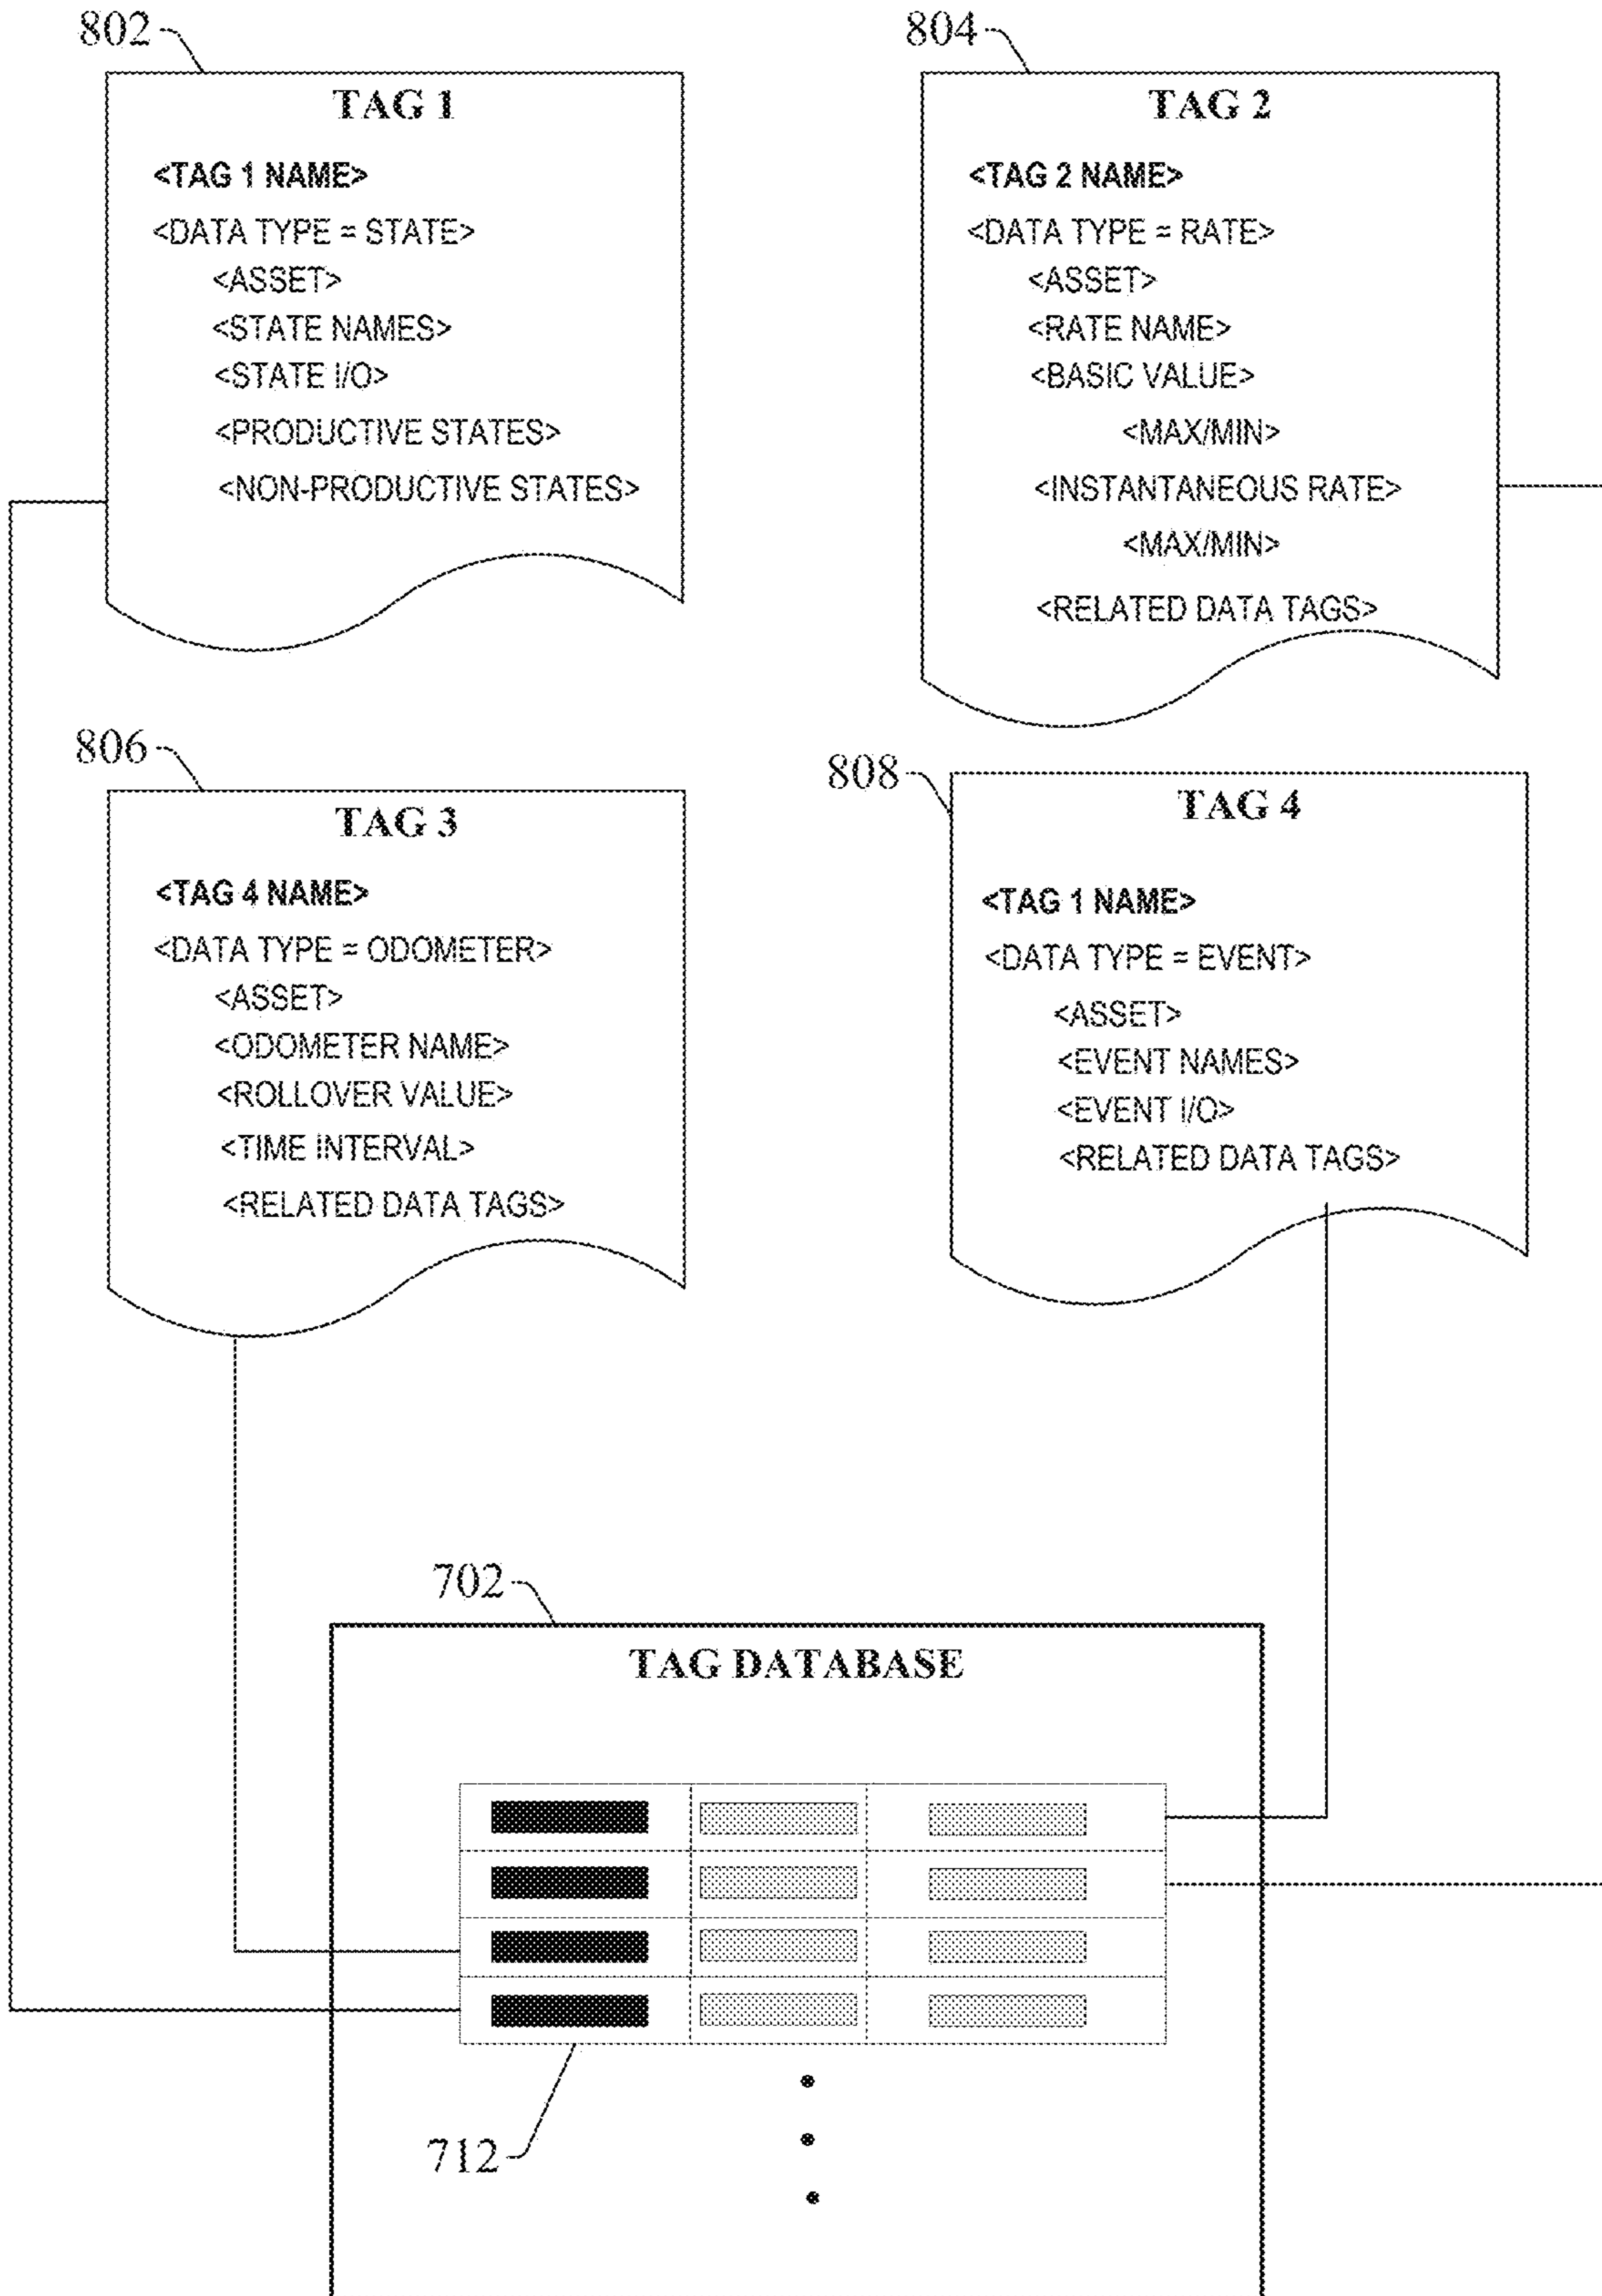 802
TAG 1
<TAG 1 NAME>
<DATA TYPE = STATE>
<ASSET>
<STATE NAMES>
<STATE I/O>
<PRODUCTIVE STATES>
<NON-PRODUCTIVE STATES>
804
TAG 2
<TAG 2 NAME>
<DATA TYPE = RATE>
<ASSET>
<RATE NAME>
<BASIC VALUE>
<MAX/MIN>
<INSTANTANEOUS RATE>
<MAX/MIN>
<RELATED DATA TAGS>
806
TAG 3
<TAG 4 NAME>
<DATA TYPE = ODOMETER>
<ASSET>
<ODOMETER NAME>
<ROLLOVER VALUE>
<TIME INTERVAL>
<RELATED DATA TAGS>
808
TAG 4
<TAG 1 NAME>
<DATA TYPE = EVENT>
<ASSET>
<EVENT NAMES>
<EVENT I/O>
<RELATED DATA TAGS>
702
TAG DATABASE
712